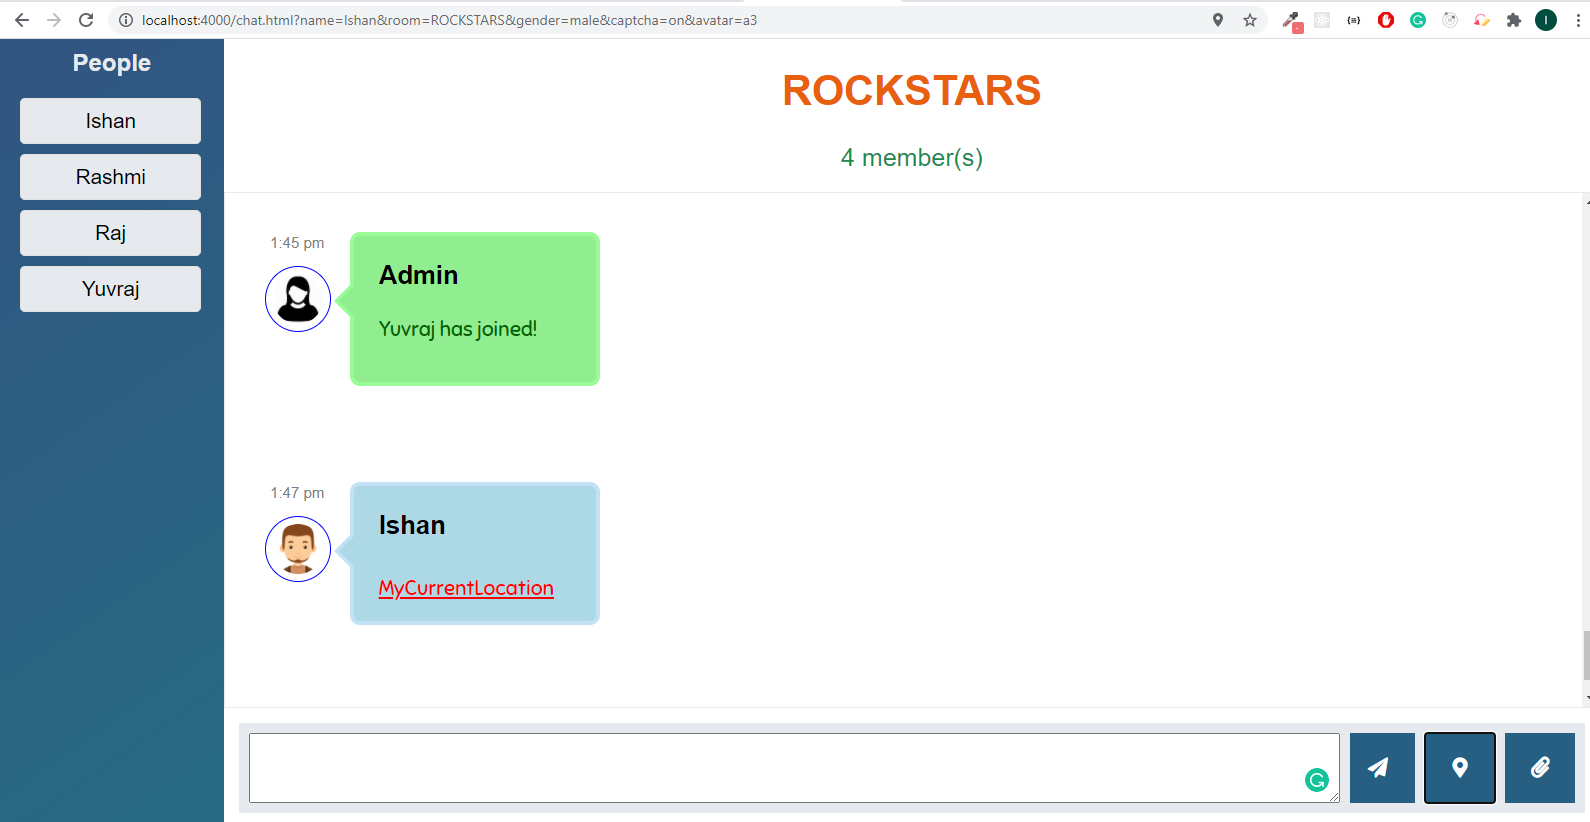 localhost:4000/chat.html?name=Ishan&room=ROCKSTARS&gender=male&captcha=on&avatar=a3
I
People
Ishan
Rashmi
Raj
Yuvraj
ROCKSTARS
4 member(s)
1:45 pm
Admin
Yuvraj has joined!
1:47 pm
Ishan
MyCurrentLocation